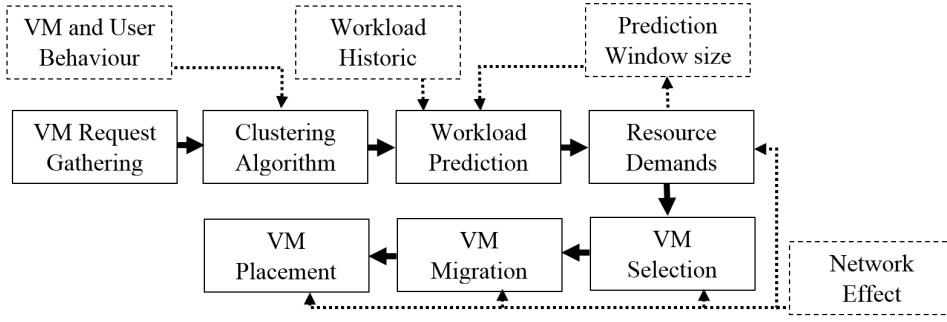 VM and User
Behaviour
Workload
Historic
Prediction
Window size
VM Request
Gathering
Clustering
Algorithm
Workload
Prediction
Resource
Demands
VM
Placement
VM
Migration
VM
Selection
Network
Effect